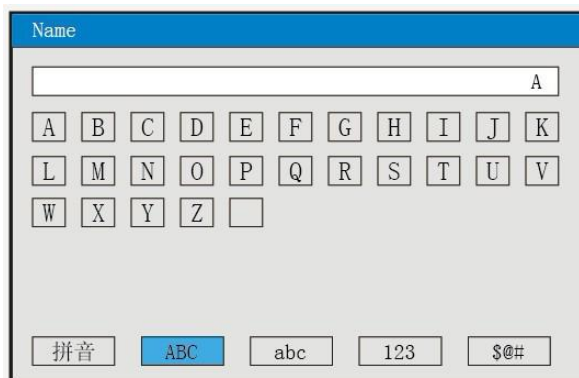 Name
A
A B C D E F G H I J K
L M N O P Q R S T U V
W X Y Z
拼音 ABC abc 123 $@#